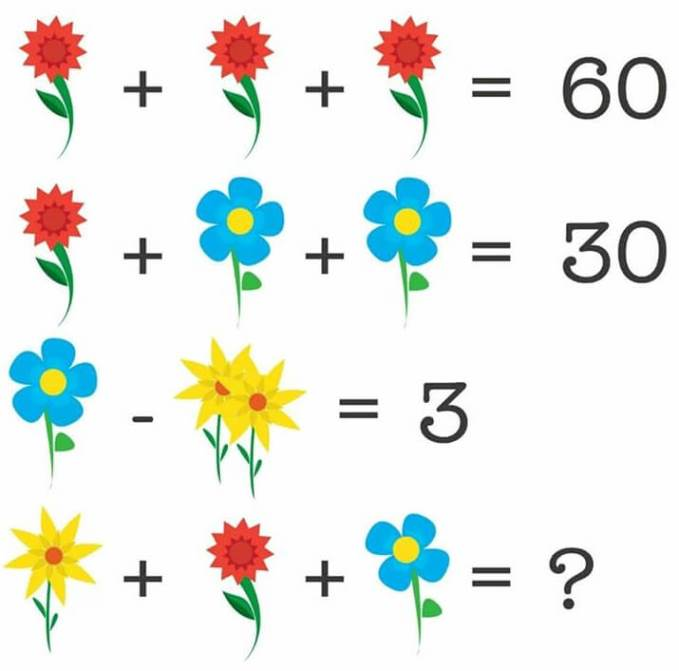 + + = 60
+ + = 30
- = 3
+ + = ?